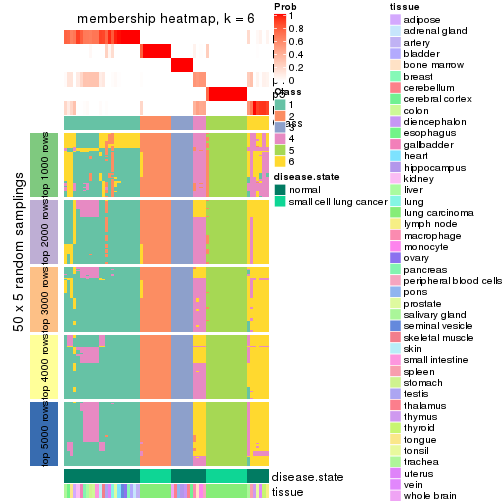 membership heatmap, k = 6
50 x 5 random samplings
top 1000 rows
top 2000 rows
top 3000 rows
top 4000 rows
top 5000 rows
disease.state
tissue
Prob
1
0.8
0.6
0.4
0.2
0
Class
1
2
3
4
5
6
disease.state
normal
small cell lung cancer
tissue
adipose
adrenal gland
artery
bladder
bone marrow
breast
cerebellum
cerebral cortex
colon
diencephalon
esophagus
gallbladder
heart
hippocampus
kidney
liver
lung
lung carcinoma
lymph node
macrophage
monocyte
ovary
pancreas
peripheral blood cells
pons
prostate
salivary gland
seminal vesicle
skeletal muscle
skin
small intestine
spleen
stomach
testis
thalamus
thymus
thyroid
tongue
tonsil
trachea
uterus
vein
whole brain